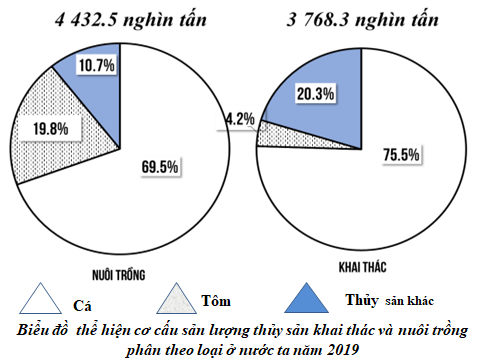 4 432.5 nghìn tấn
3 768.3 nghìn tấn
10.7%
19.8%
69.5%
20.3%
4.2%
75.5%
NUÔI TRỒNG
KHAI THÁC
Cá
Tôm
Thủy sản khác
Biểu đồ thể hiện cơ cấu sản lượng thủy sản khai thác và nuôi trồng
phân theo loại ở nước ta năm 2019